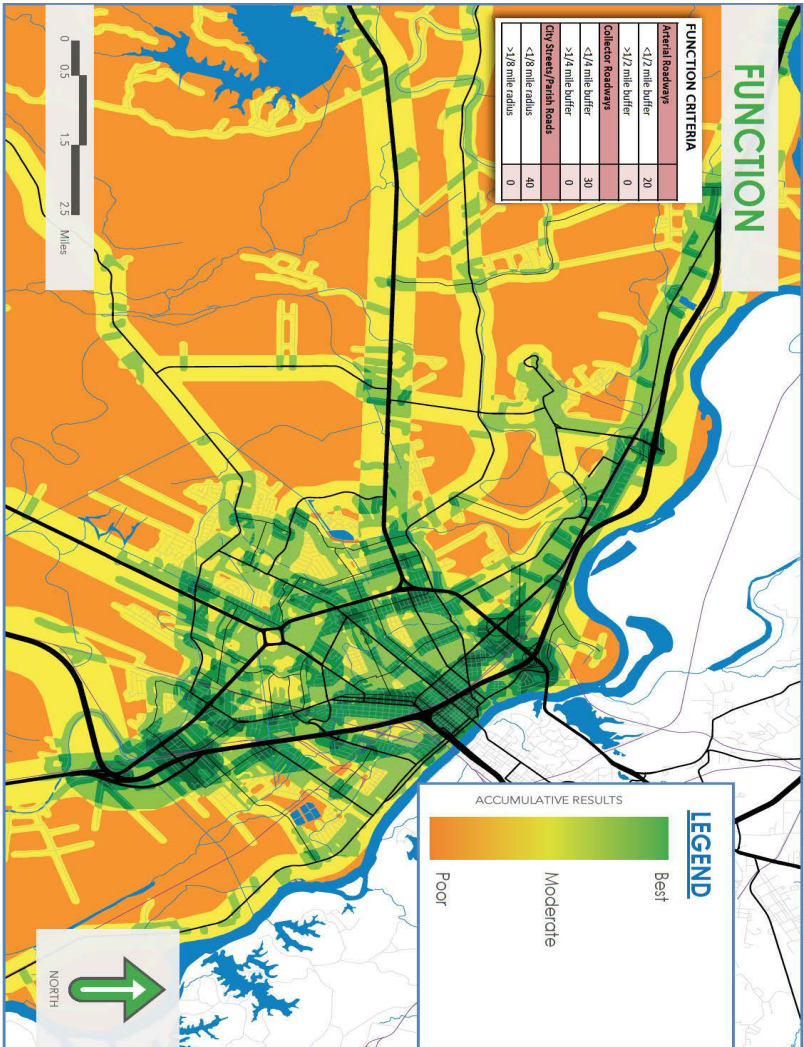 FUNCTION
FUNCTION CRITERIA
Arterial Roadways
<1/2 mile buffer 20
>1/2 mile buffer 0
Collector Roadways
<1/4 mile buffer 30
>1/4 mile buffer 0
City Streets/Parish Roads
<1/8 mile radius 40
>1/8 mile radius 0
0 0.5 1.5 2.5 Miles
LEGEND
ACCUMULATIVE RESULTS
Best
Moderate
Poor
NORTH